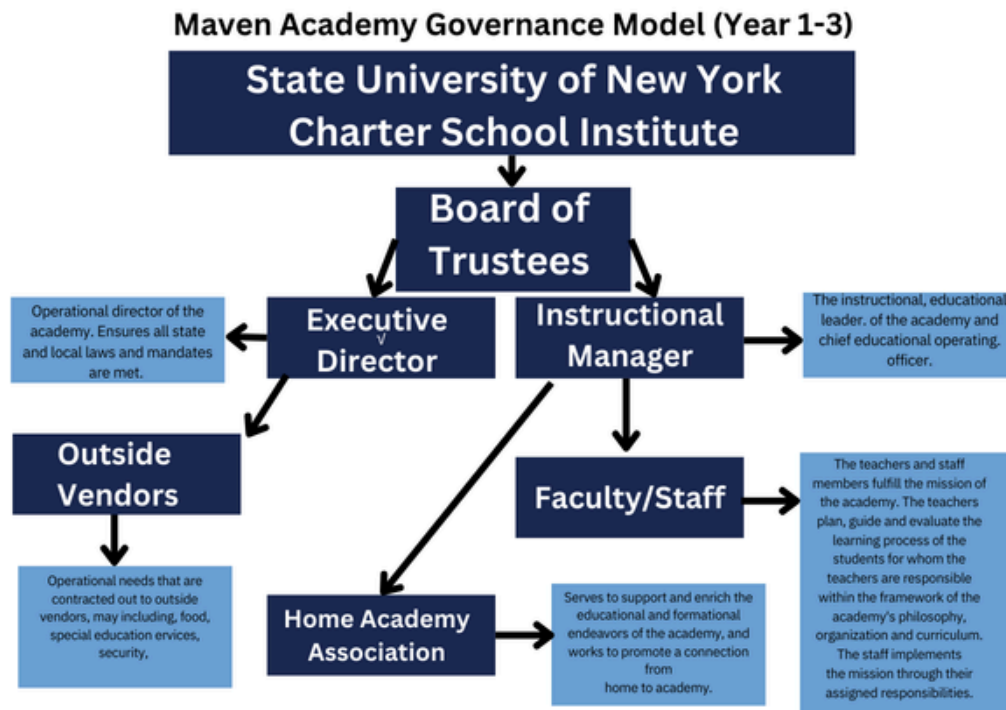 Maven Academy Governance Model (Year 1-3)
State University of New York
Charter School Institute
Board of
Trustees
Operational director of the
academy. Ensures all state
and local laws and mandates
are met.
Executive
√
Director
Instructional
Manager
The instructional, educational
leader. of the academy and
chief educational operating.
officer.
Outside
Vendors
Faculty/Staff
The teachers and staff
members fulfill the mission of
the academy. The teachers
plan, guide and evaluate the
learning process of the
students for whom the
teachers are responsible
within the framework of the
academy's philosophy,
organization and curriculum.
The staff implements
the mission through their
assigned responsibilities.
Operational needs that are
contracted out to outside
vendors, may including, food,
special education ervices,
security,
Home Academy
Association
Serves to support and enrich the
educational and formational
endeavors of the academy, and
works to promote a connection
from
home to academy.